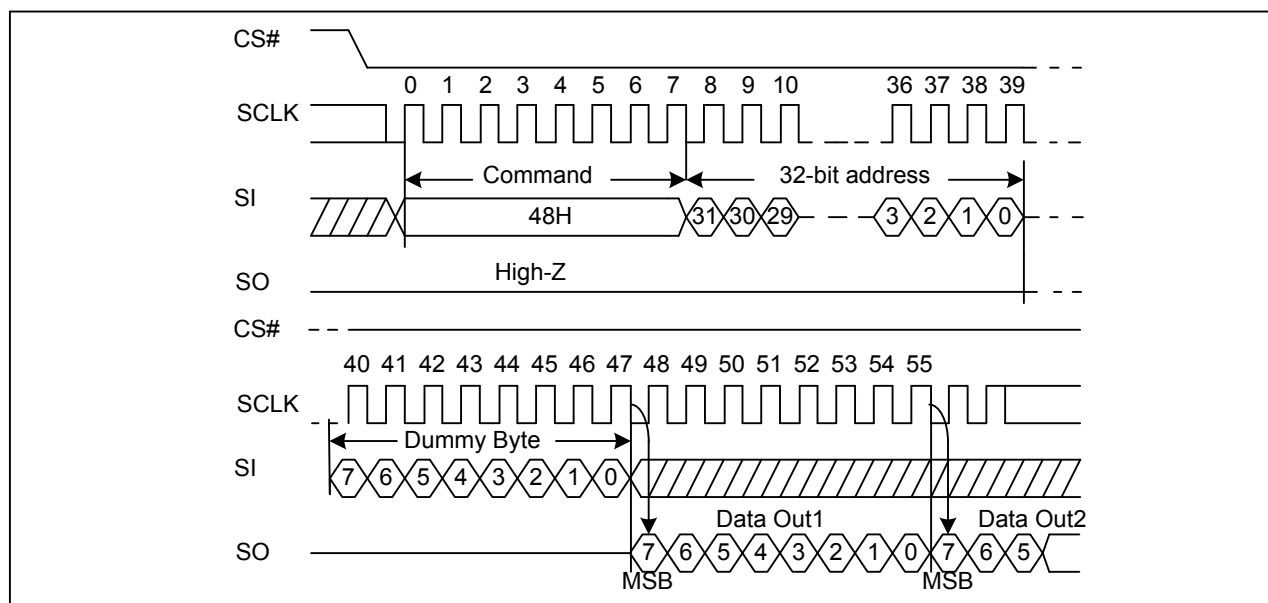 CS#
0 1 2 3 4 5 6 7 8 9 10 36 37 38 39
SCLK
Command 32-bit address
SI
48H 31 30 29 3 2 1 0
High-Z
SO
CS#
40 41 42 43 44 45 46 47 48 49 50 51 52 53 54 55
SCLK
Dummy Byte
SI
7 6 5 4 3 2 1 0
Data Out1 Data Out2
SO
7 6 5 4 3 2 1 0 7 6 5
MSB MSB